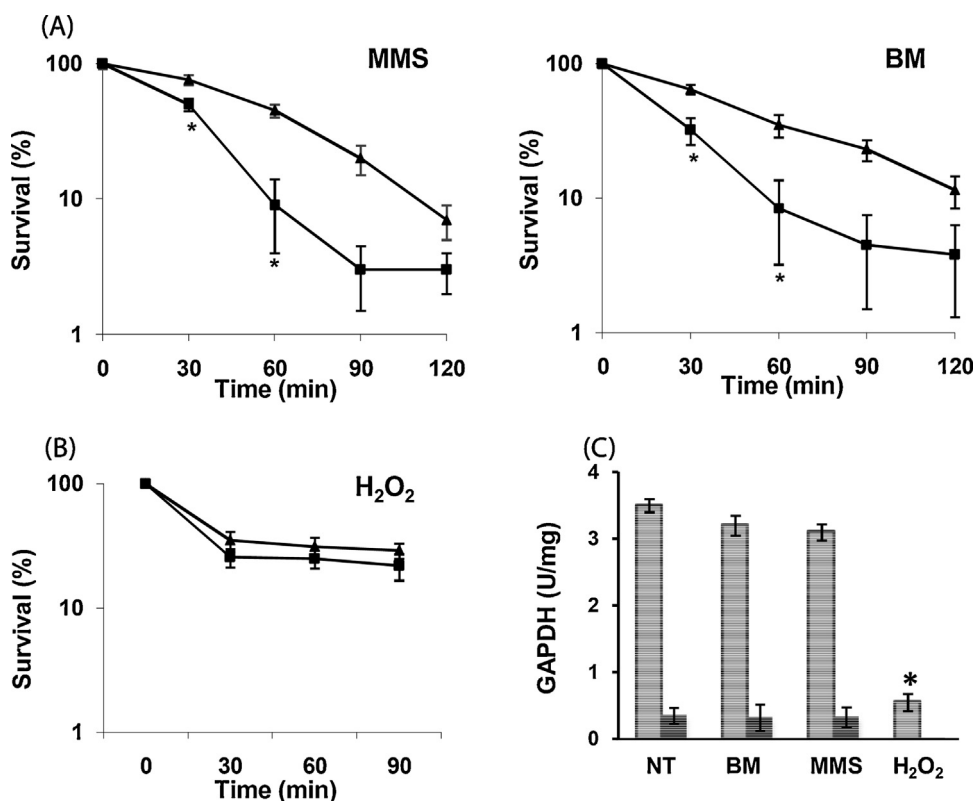 (A)
MMS
Survival (%)
100
10
1
0 30 60 90 120
Time (min)
*
*
BM
Survival (%)
100
10
1
0 30 60 90 120
Time (min)
*
*
(B)
H₂O₂
Survival (%)
100
10
1
0 30 60 90
Time (min)
(C)
GAPDH (U/mg)
4
3
2
1
0
*
NT BM MMS H₂O₂